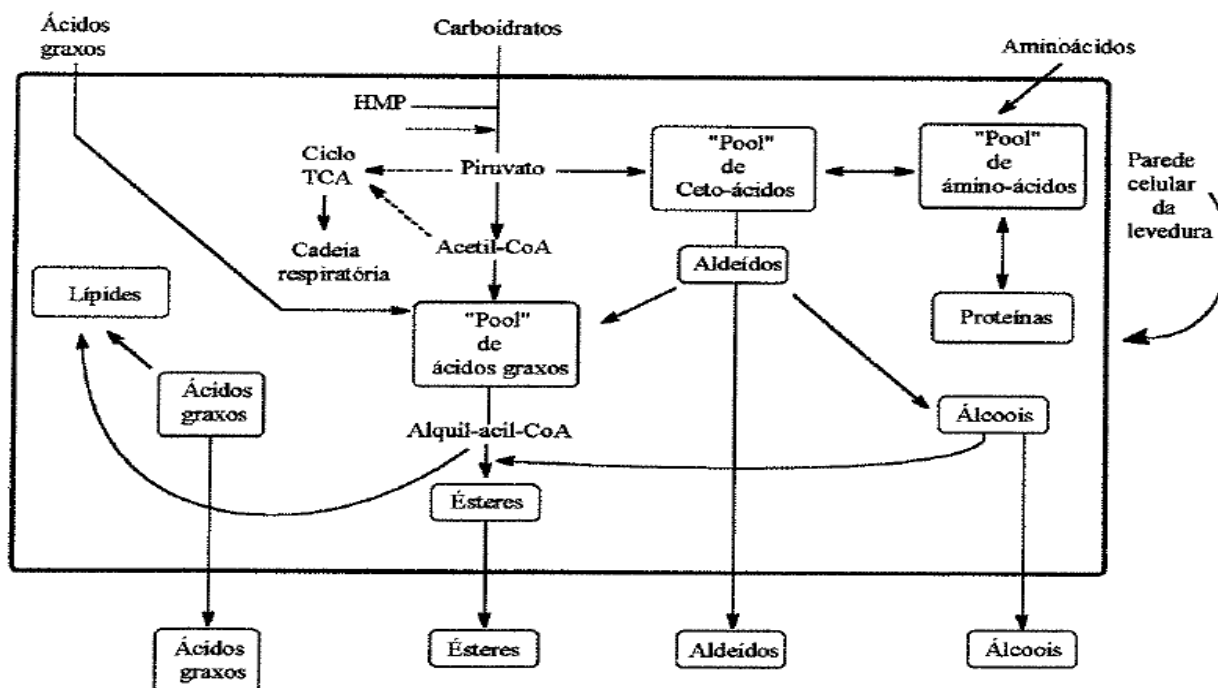 Ácidos
graxos
Carboidratos
Aminoácidos
HMP
"Pool"
de
Ceto-ácidos
"Pool"
de
ámino-ácidos
Parede
celular
da
levedura
Ciclo
TCA
Piruvato
Cadeia
respiratória
Acetil-CoA
Aldeídos
Lípides
"Pool"
de
ácidos graxos
Proteínas
Ácidos
graxos
Álcoois
Alquil-acil-CoA
Ésteres
Ácidos
graxos
Ésteres
Aldeídos
Álcoois